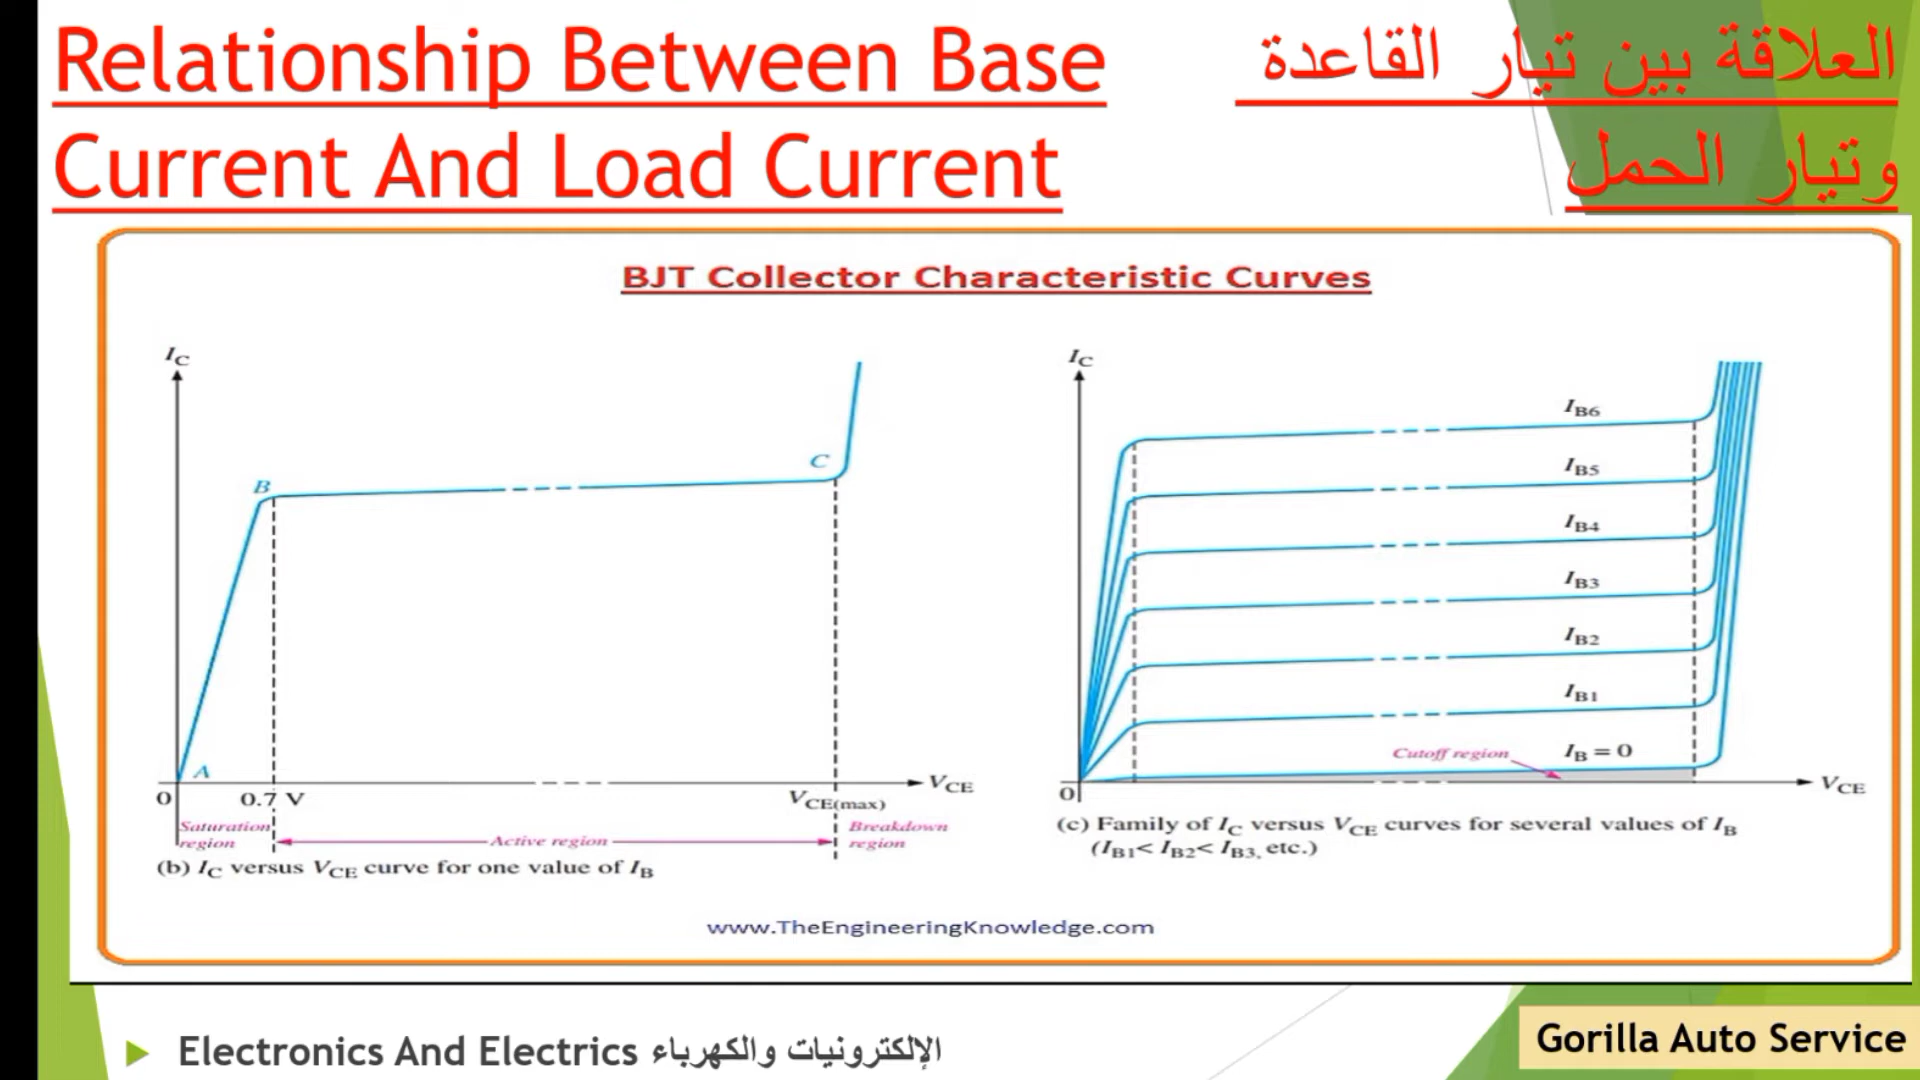 Relationship Between Base
Current And Load Current
العلاقة بين تيار القاعدة
وتيار الحمل
BJT Collector Characteristic Curves
IC
B
C
A
0
0.7 V
VCE(max)
VCE
Saturation region
Active region
Breakdown region
(b) IC versus VCE curve for one value of IB
IC
IB6
IB5
IB4
IB3
IB2
IB1
Cutoff region
IB = 0
0
VCE
(c) Family of IC versus VCE curves for several values of IB
(IB1< IB2< IB3, etc.)
www.TheEngineeringKnowledge.com
Electronics And Electrics الإلكترونيات والكهرباء
Gorilla Auto Service